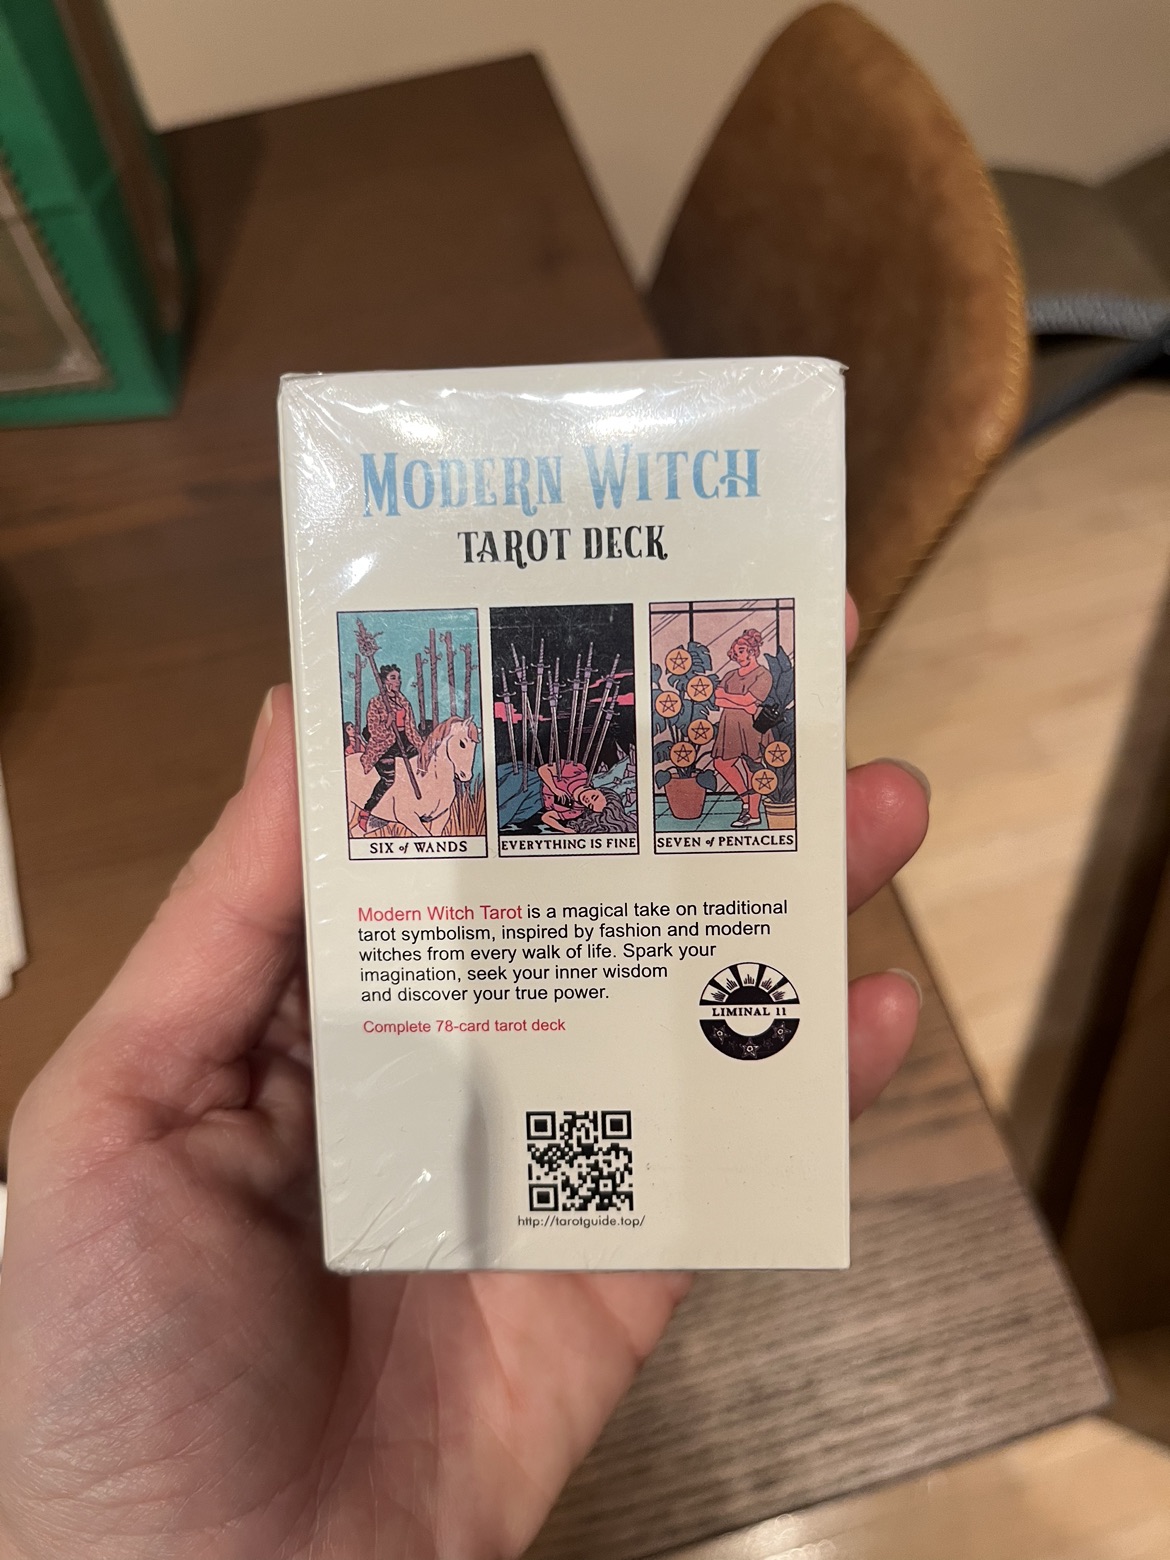 MODERN WITCH
TAROT DECK
SIX of WANDS
EVERYTHING IS FINE
SEVEN of PENTACLES
Modern Witch Tarot is a magical take on traditional
tarot symbolism, inspired by fashion and modern
witches from every walk of life. Spark your
imagination, seek your inner wisdom
and discover your true power.
LIMINAL 11
Complete 78-card tarot deck
http://tarotguide.top/